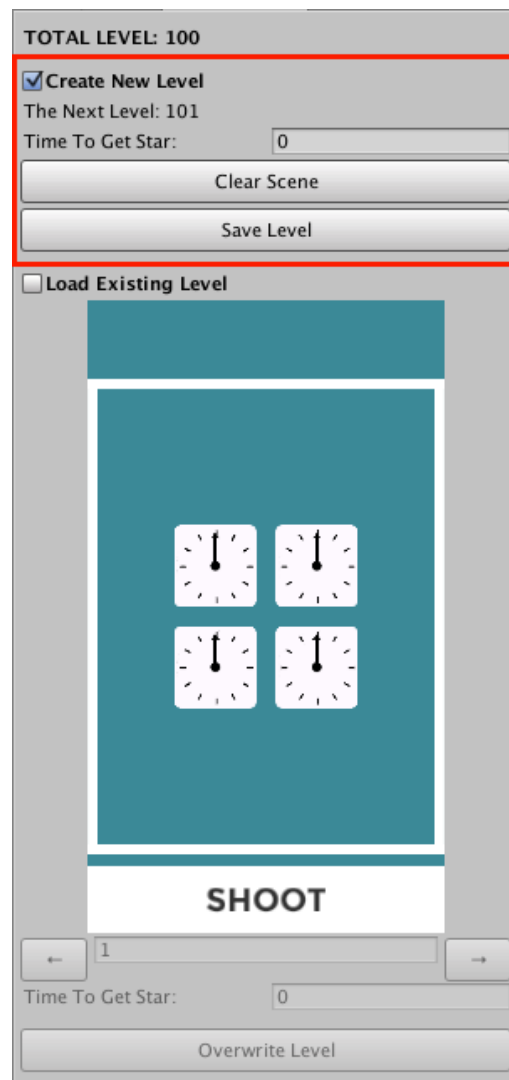 TOTAL LEVEL: 100
Create New Level
The Next Level: 101
Time To Get Star: 0
Clear Scene
Save Level
Load Existing Level
SHOOT
← 1 →
Time To Get Star: 0
Overwrite Level